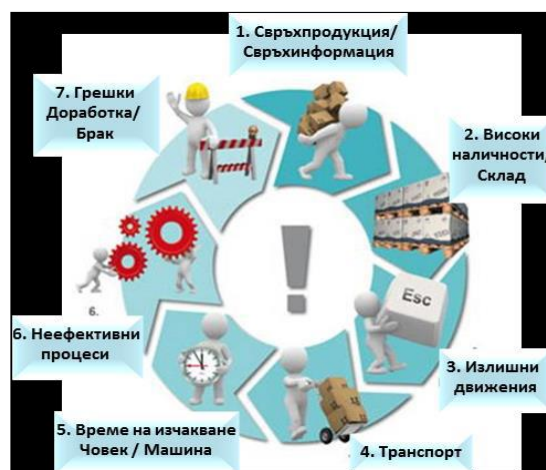 1. Свръхпродукция/
Свръхинформация
2. Високи
наличности,
Склад
Esc
3. Излишни
движения
4. Транспорт
5. Време на изчакване
Човек / Машина
6.
6. Неефективни
процеси
7. Грешки
Доработка/
Брак
!